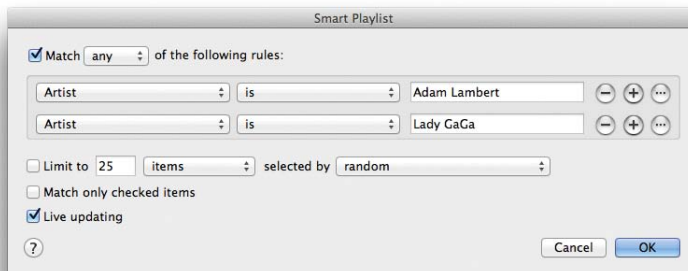 Smart Playlist
Match any of the following rules:
Artist is Adam Lambert
Artist is Lady GaGa
Limit to 25 items selected by random
Match only checked items
Live updating
? Cancel OK